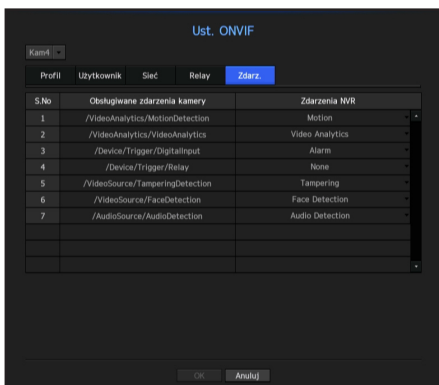 Ust. ONVIF
Kam4
Profil Użytkownik Sieć Relay Zdarz.
S.No Obsługiwane zdarzenia kamery Zdarzenia NVR
1 /VideoAnalytics/MotionDetection Motion
2 /VideoAnalytics/VideoAnalytics Video Analytics
3 /Device/Trigger/DigitalInput Alarm
4 /Device/Trigger/Relay None
5 /VideoSource/TamperingDetection Tampering
6 /VideoSource/FaceDetection Face Detection
7 /AudioSource/AudioDetection Audio Detection
OK Anuluj